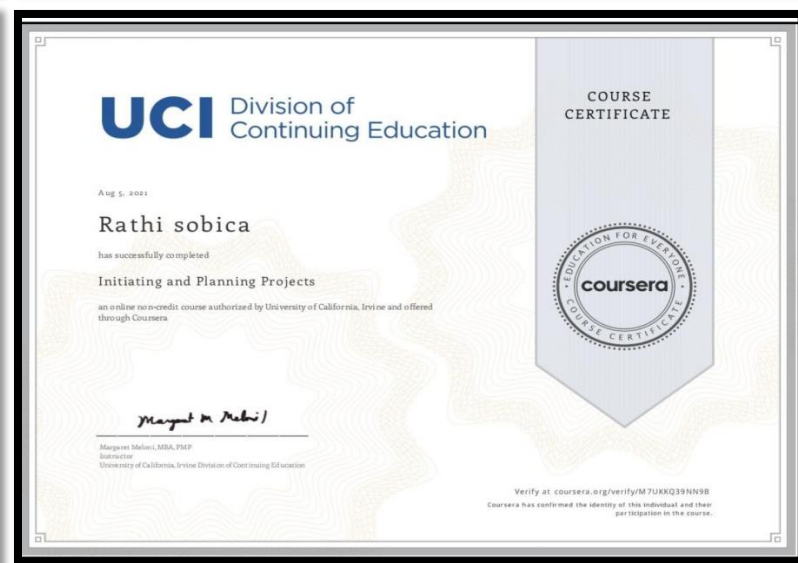 UCI Division of
Continuing Education
COURSE
CERTIFICATE
Aug 5, 2021
Rathi sobica
has successfully completed
Initiating and Planning Projects
an online non-credit course authorized by University of California, Irvine and offered
through Coursera
EDUCATION FOR EVERYONE
coursera
COURSE CERTIFICATE
Margaret M Meloni
Margaret Meloni, MBA, PMP
Instructor
University of California, Irvine Division of Continuing Education
Verify at coursera.org/verify/M7UKKQ39NN9B
Coursera has confirmed the identity of this individual and their
participation in the course.